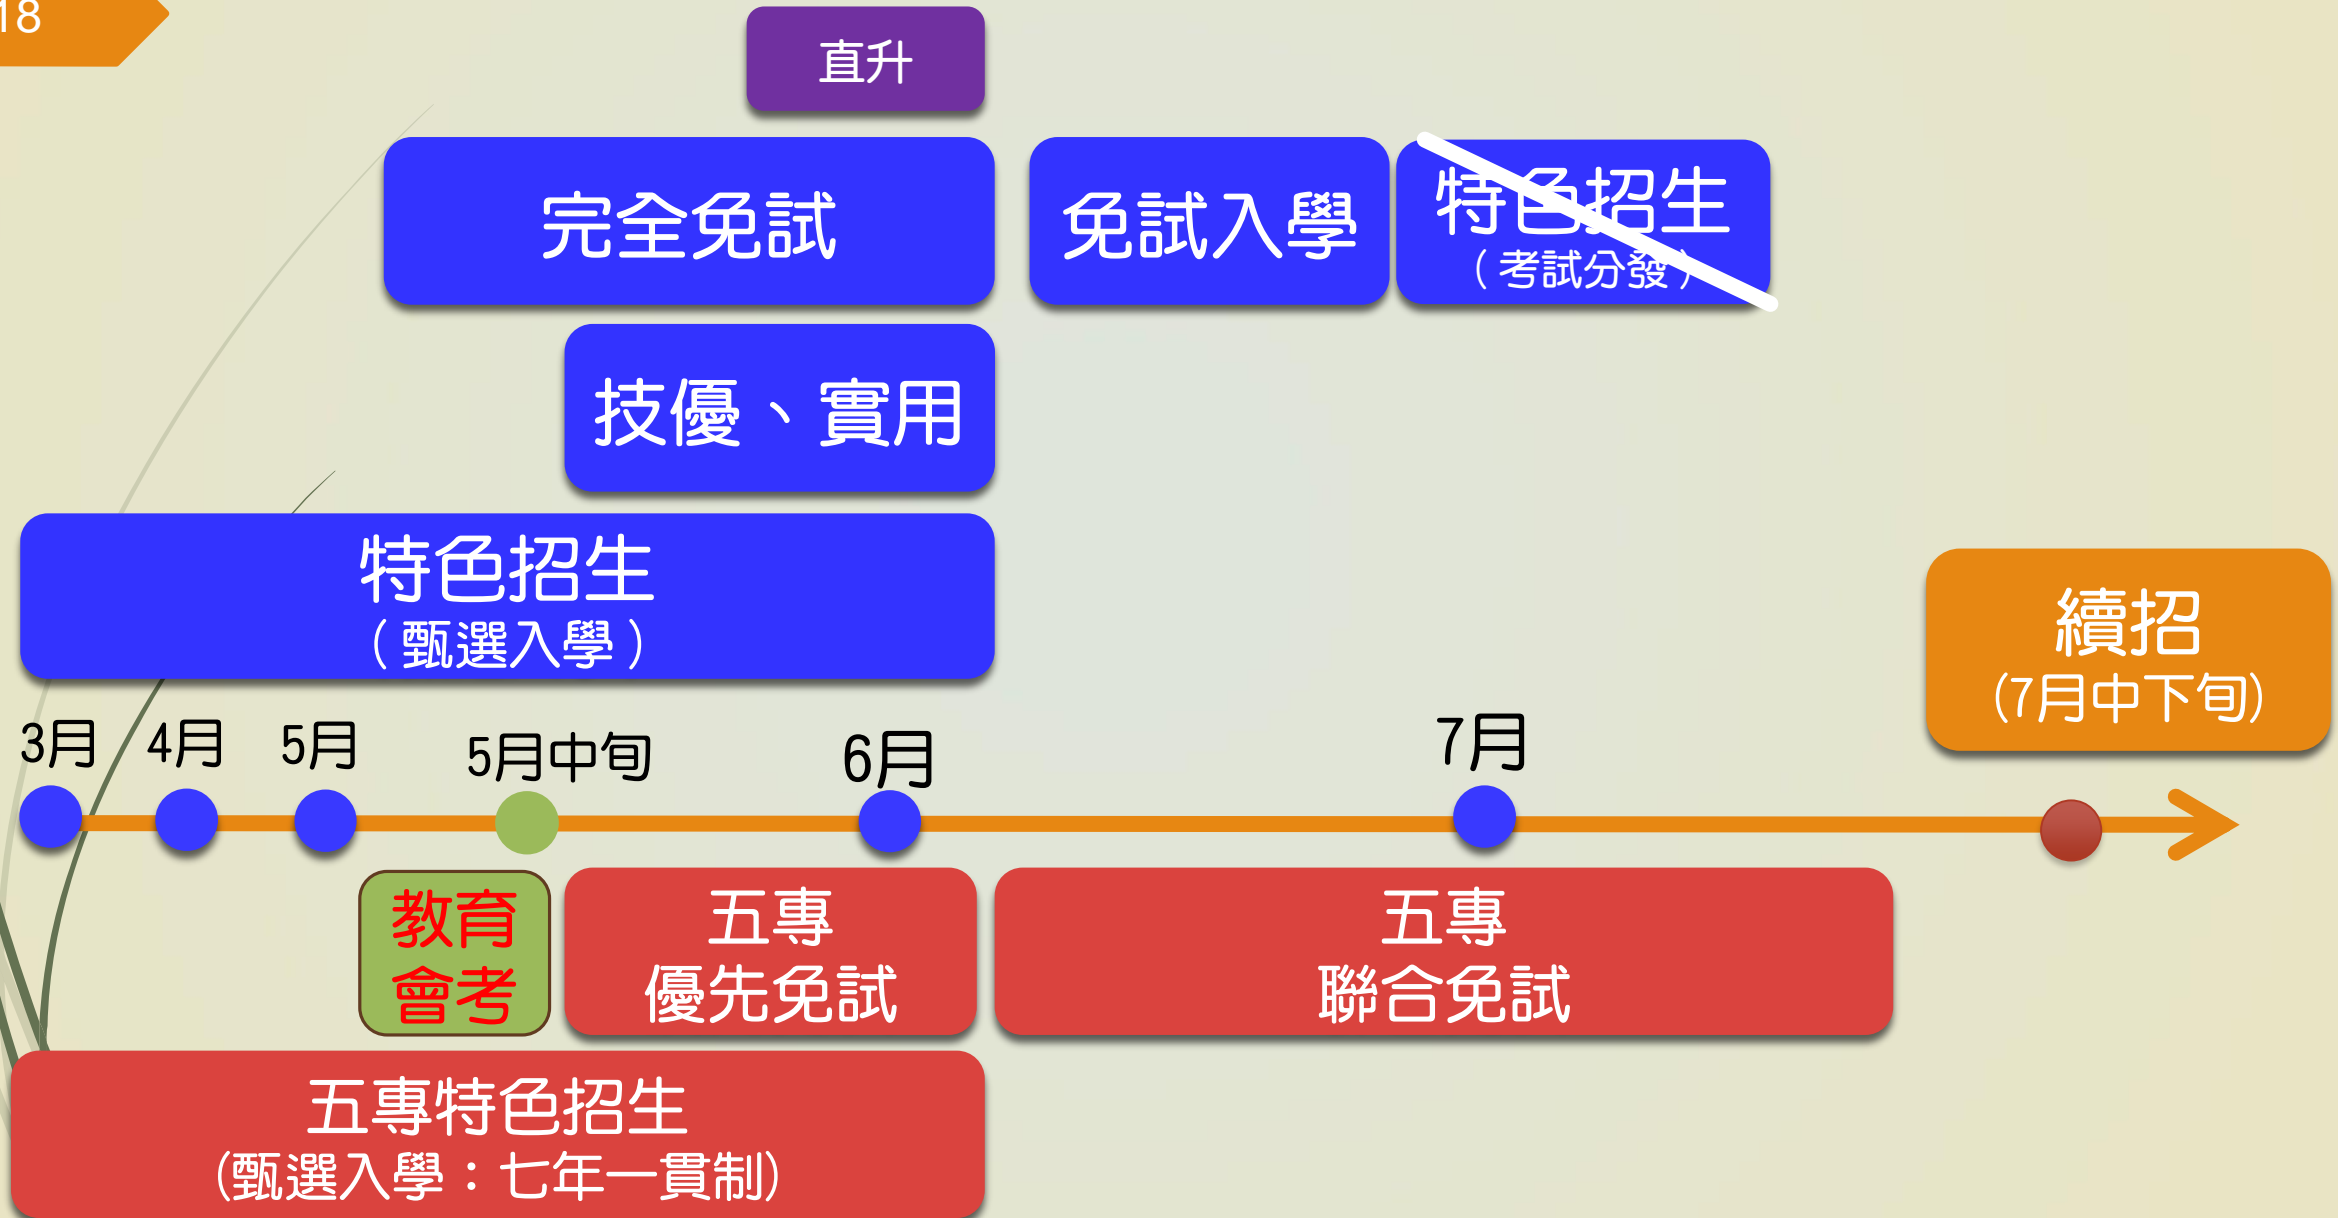 18
直升
完全免試
免試入學
特色招生
(考試分發)
技優、實用
特色招生
(甄選入學)
續招
(7月中下旬)
3月
4月
5月
5月中旬
6月
7月
教育
會考
五專
優先免試
五專
聯合免試
五專特色招生
(甄選入學：七年一貫制)